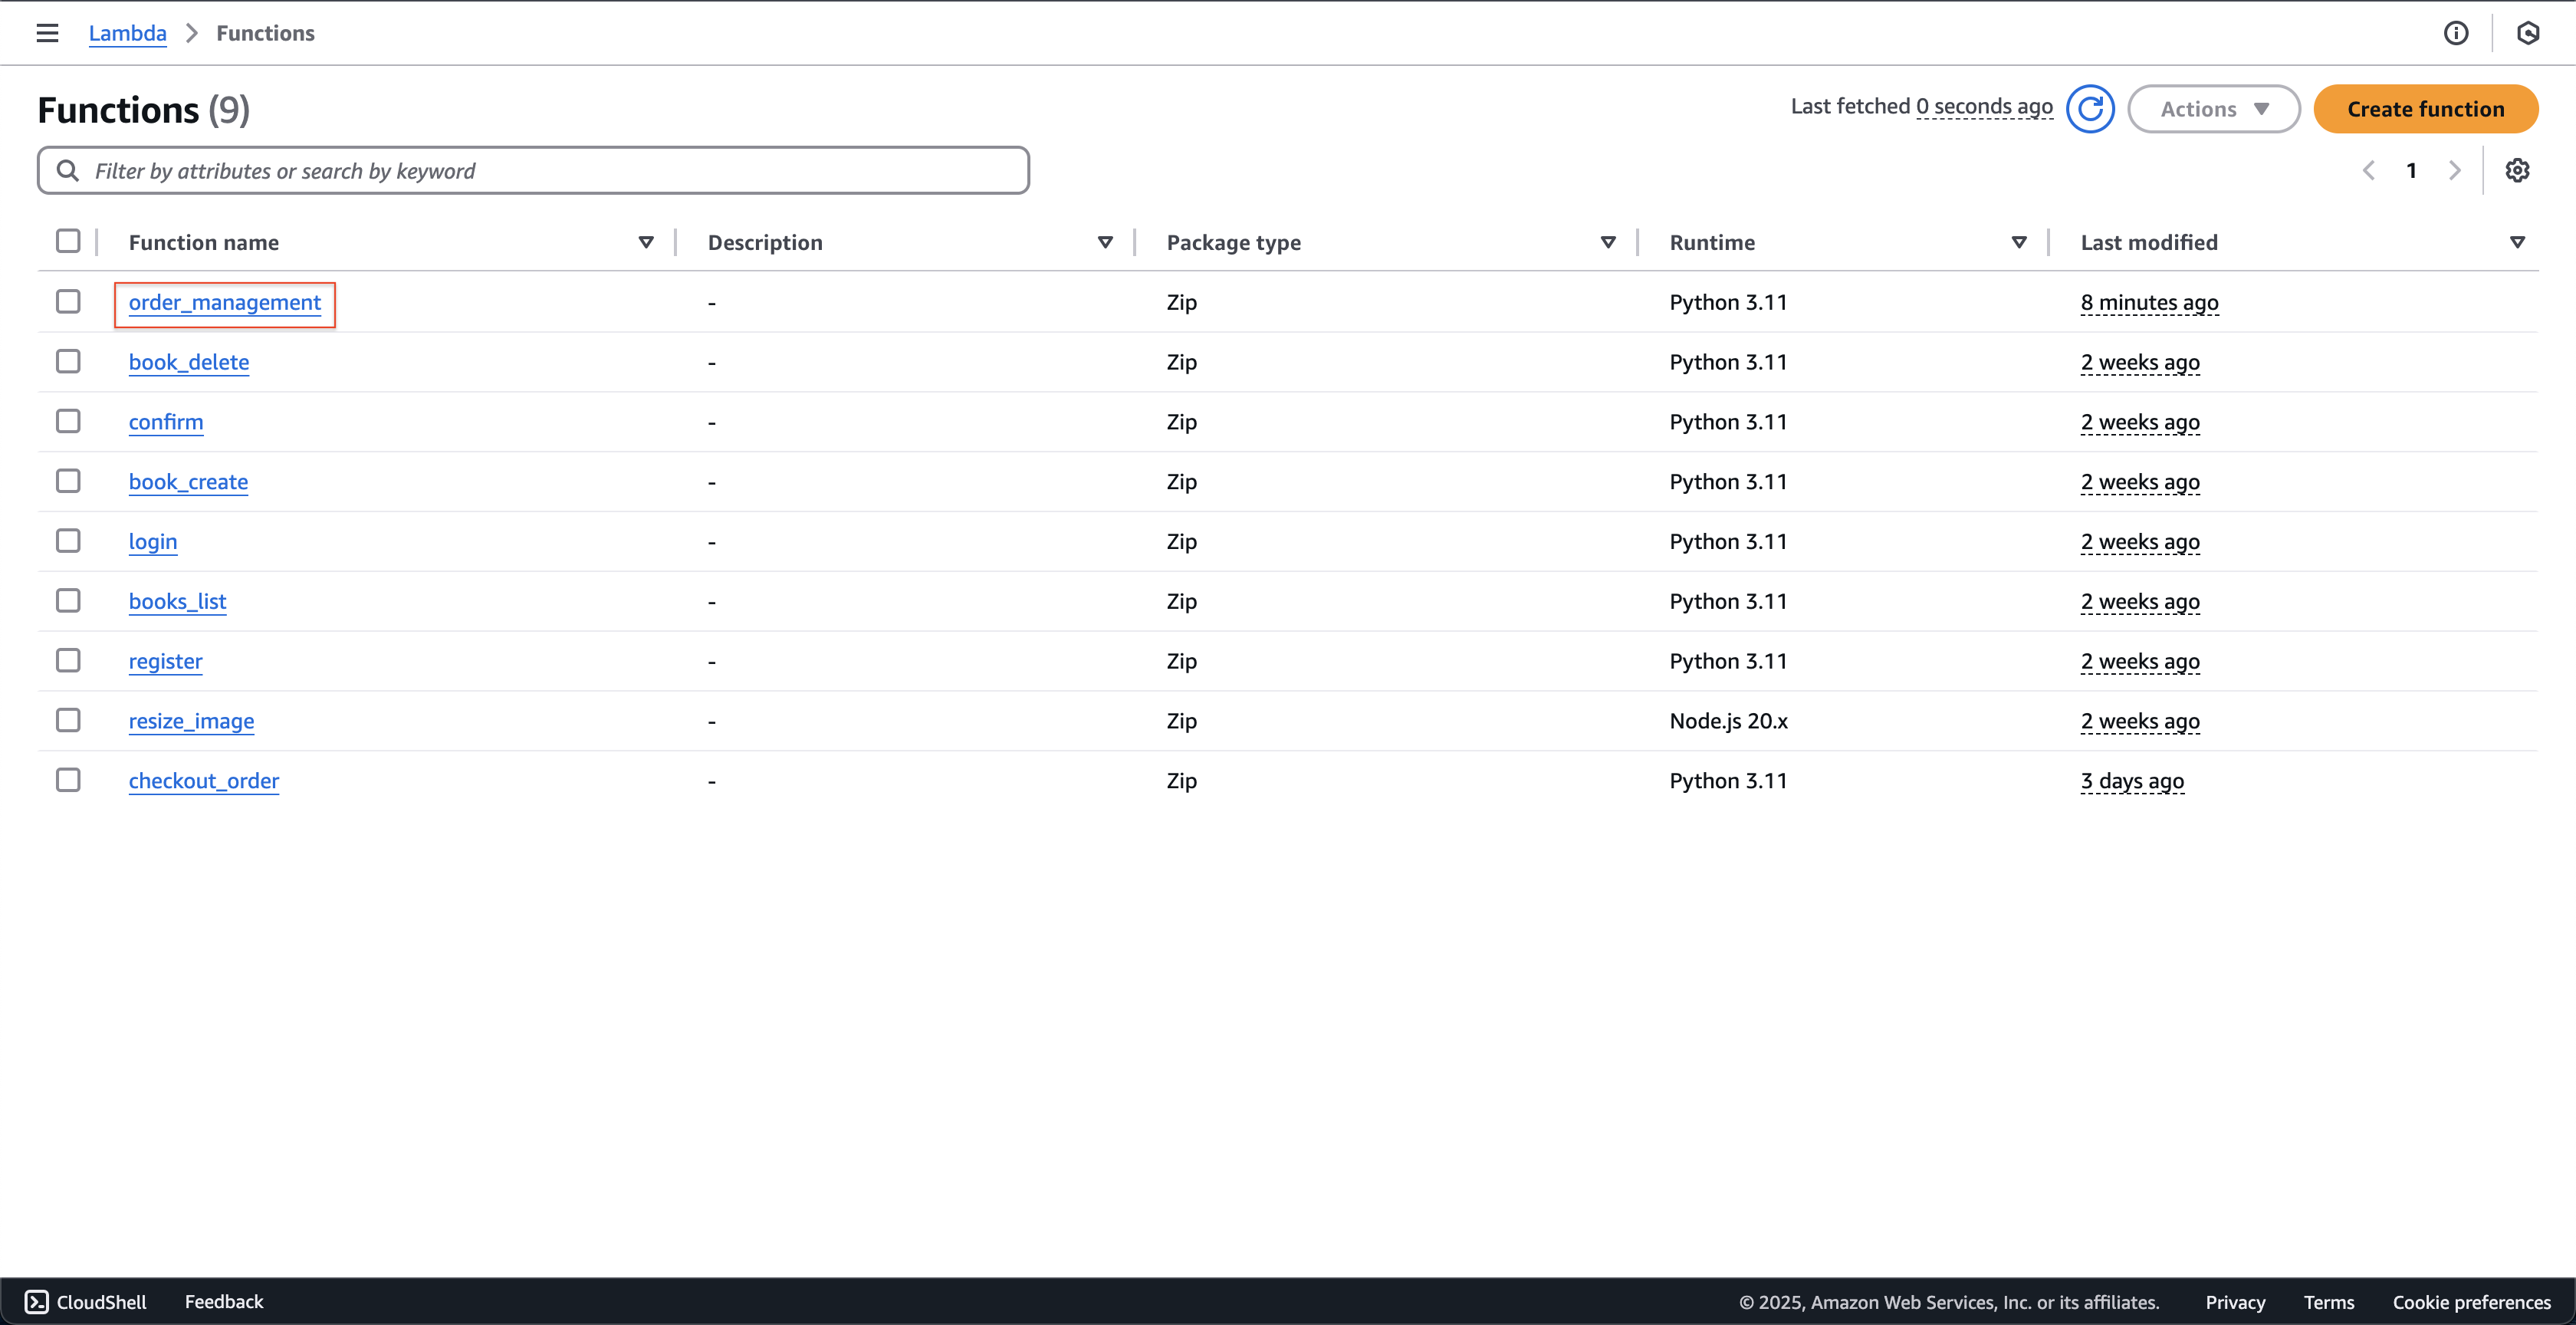 Lambda > Functions
Functions (9)
Last fetched 0 seconds ago
Actions
Create function
Filter by attributes or search by keyword
1
Function name Description Package type Runtime Last modified
order_management - Zip Python 3.11 8 minutes ago
book_delete - Zip Python 3.11 2 weeks ago
confirm - Zip Python 3.11 2 weeks ago
book_create - Zip Python 3.11 2 weeks ago
login - Zip Python 3.11 2 weeks ago
books_list - Zip Python 3.11 2 weeks ago
register - Zip Python 3.11 2 weeks ago
resize_image - Zip Node.js 20.x 2 weeks ago
checkout_order - Zip Python 3.11 3 days ago
CloudShell Feedback © 2025, Amazon Web Services, Inc. or its affiliates. Privacy Terms Cookie preferences